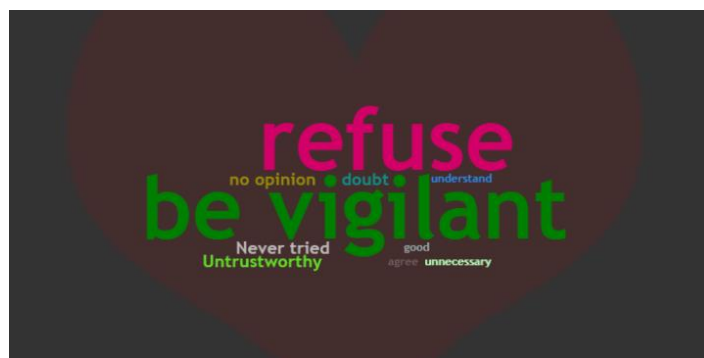 refuse
no opinion doubt understand
be vigilant
Never tried good
Untrustworthy agree unnecessary